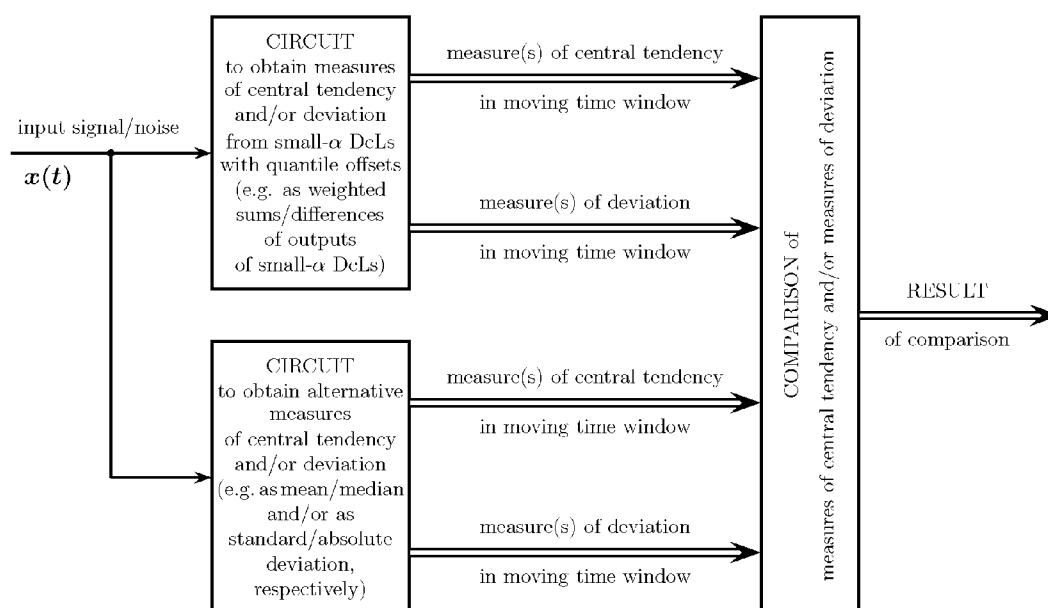 input signal/noise
x(t)
CIRCUIT
to obtain measures
of central tendency
and/or deviation
from small-α DcLs
with quantile offsets
(e.g. as weighted
sums/differences
of outputs
of small-α DcLs)
measure(s) of central tendency
in moving time window
measure(s) of deviation
in moving time window
CIRCUIT
to obtain alternative
measures
of central tendency
and/or deviation
(e.g. as mean/median
and/or as
standard/absolute
deviation,
respectively)
measure(s) of central tendency
in moving time window
measure(s) of deviation
in moving time window
COMPARISON of
measures of central tendency and/or measures of deviation
RESULT
of comparison